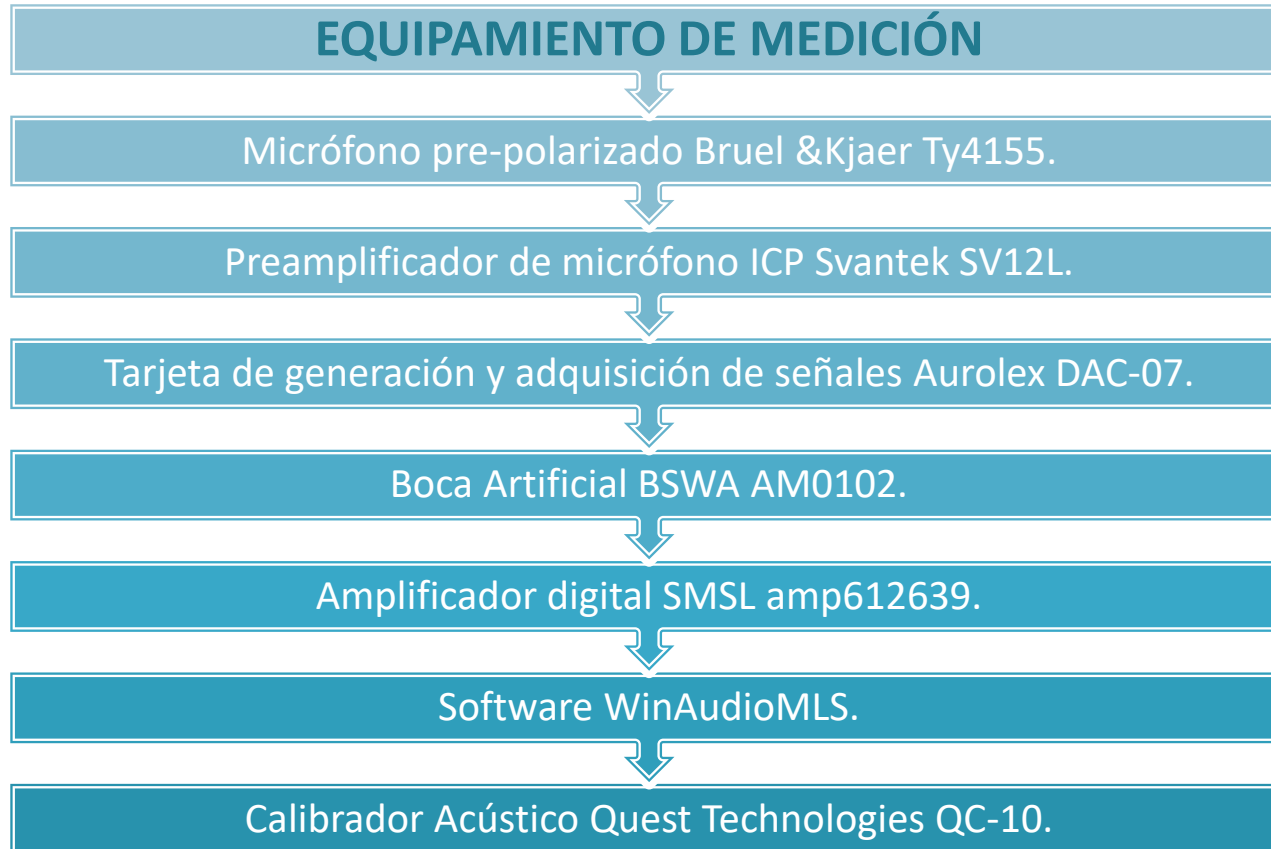 EQUIPAMIENTO DE MEDICIÓN
Micrófono pre-polarizado Bruel &Kjaer Ty4155.
Preamplificador de micrófono ICP Svantek SV12L.
Tarjeta de generación y adquisición de señales Aurolex DAC-07.
Boca Artificial BSWA AM0102.
Amplificador digital SMSL amp612639.
Software WinAudioMLS.
Calibrador Acústico Quest Technologies QC-10.